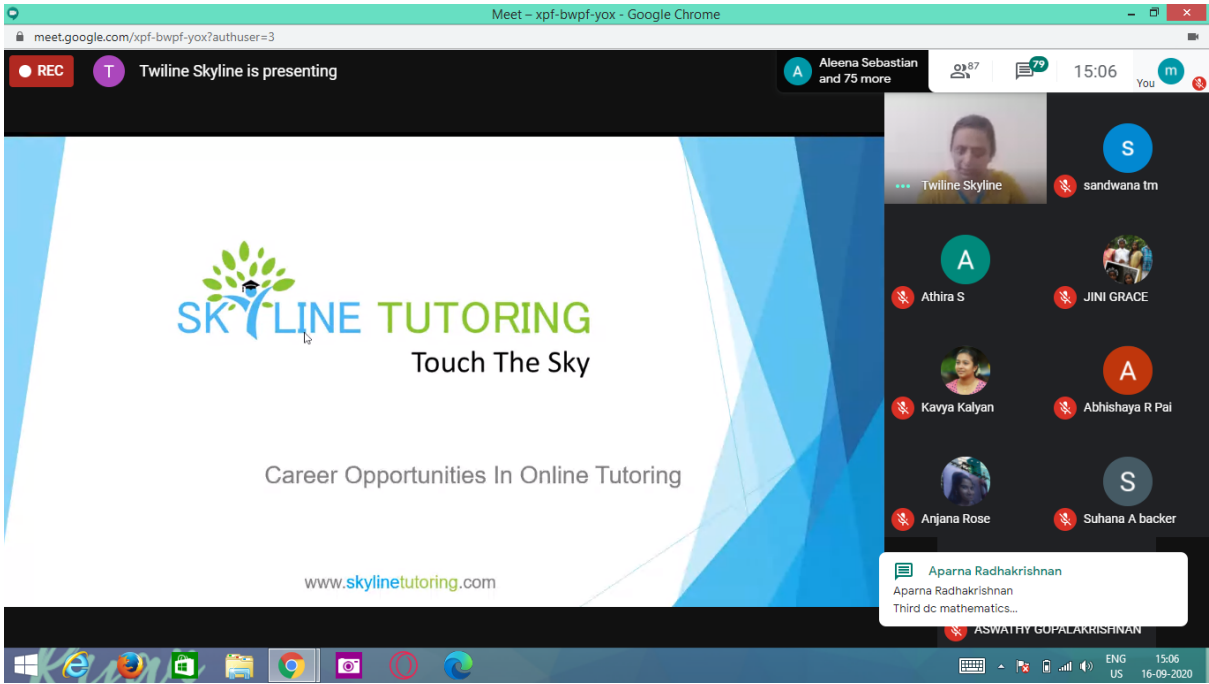 Meet – xpf-bwpf-yox - Google Chrome
meet.google.com/xpf-bwpf-yox?authuser=3
REC
T
Twiline Skyline is presenting
A
Aleena Sebastian
and 75 more
87
79
15:06
You
m
SKYLINE TUTORING
Touch The Sky
Career Opportunities In Online Tutoring
www.skylinetutoring.com
Twiline Skyline
S
sandwana tm
A
Athira S
JINI GRACE
Kavya Kalyan
A
Abhishaya R Pai
Anjana Rose
S
Suhana A backer
Aparna Radhakrishnan
Aparna Radhakrishnan
Third dc mathematics...
ASWATHY GOPALAKRISHNAN
ENG
US
15:06
16-09-2020